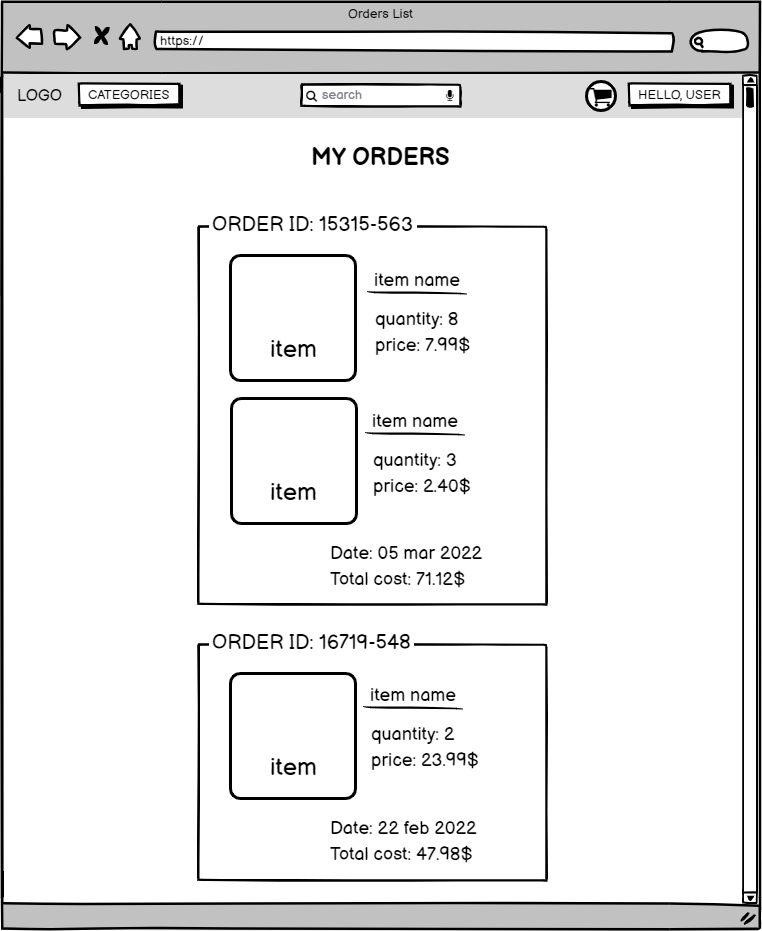 Orders List
https://
LOGO
CATEGORIES
search
HELLO, USER
MY ORDERS
ORDER ID: 15315-563
item name
quantity: 8
price: 7.99$
item
item name
quantity: 3
price: 2.40$
item
Date: 05 mar 2022
Total cost: 71.12$
ORDER ID: 16719-548
item name
quantity: 2
price: 23.99$
item
Date: 22 feb 2022
Total cost: 47.98$